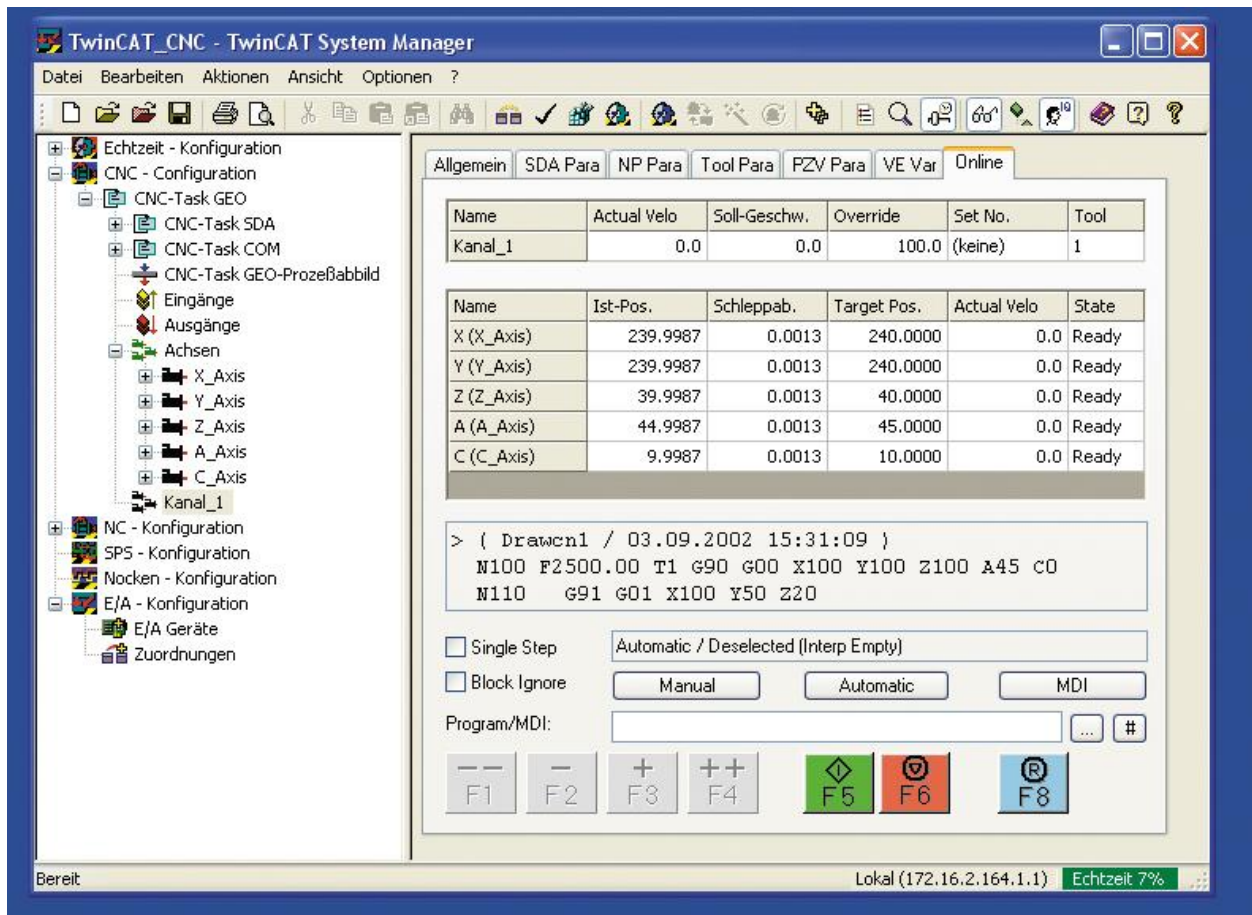 TwinCAT_CNC - TwinCAT System Manager
Datei Bearbeiten Aktionen Ansicht Optionen ?
Echtzeit - Konfiguration
CNC - Configuration
CNC-Task GEO
CNC-Task SDA
CNC-Task COM
CNC-Task GEO-Prozeßabbild
Eingänge
Ausgänge
Achsen
X_Axis
Y_Axis
Z_Axis
A_Axis
C_Axis
Kanal_1
NC - Konfiguration
SPS - Konfiguration
Nocken - Konfiguration
E/A - Konfiguration
E/A Geräte
Zuordnungen
Allgemein SDA Para NP Para Tool Para PZV Para VE Var Online
Name Actual Velo Soll-Geschw. Override Set No. Tool
Kanal_1 0.0 0.0 100.0 (keine) 1
Name Ist-Pos. Schleppab. Target Pos. Actual Velo State
X (X_Axis) 239.9987 0.0013 240.0000 0.0 Ready
Y (Y_Axis) 239.9987 0.0013 240.0000 0.0 Ready
Z (Z_Axis) 39.9987 0.0013 40.0000 0.0 Ready
A (A_Axis) 44.9987 0.0013 45.0000 0.0 Ready
C (C_Axis) 9.9987 0.0013 10.0000 0.0 Ready
> ( Drawcn1 / 03.09.2002 15:31:09 )
N100 F2500.00 T1 G90 G00 X100 Y100 Z100 A45 C0
N110 G91 G01 X100 Y50 Z20
Single Step Automatic / Deselected (Interp Empty)
Block Ignore Manual Automatic MDI
Program/MDI: ... #
-- - + ++ R
F1 F2 F3 F4 F5 F6 F8
Bereit Lokal (172.16.2.164.1.1) Echtzeit 7%